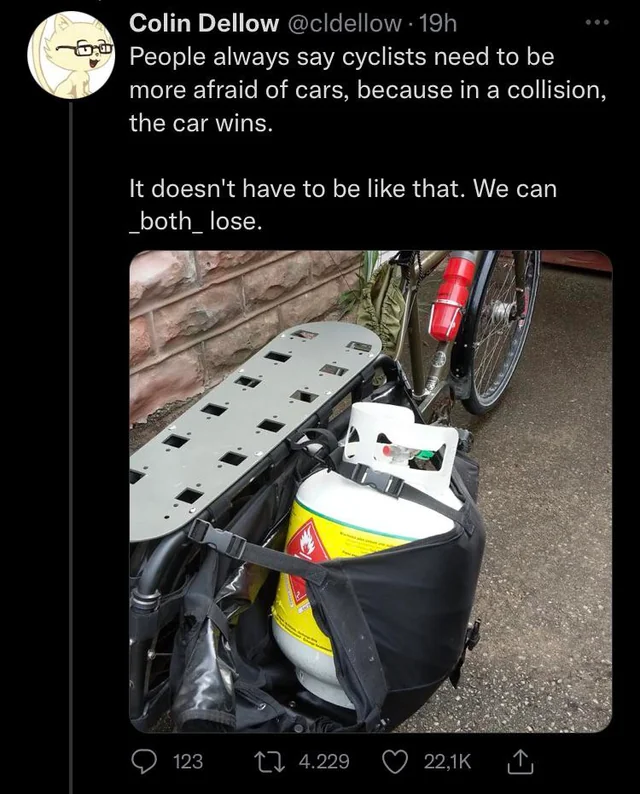 Colin Dellow @cldellow · 19h
People always say cyclists need to be
more afraid of cars, because in a collision,
the car wins.
It doesn't have to be like that. We can
_both_ lose.
123 4.229 22,1K